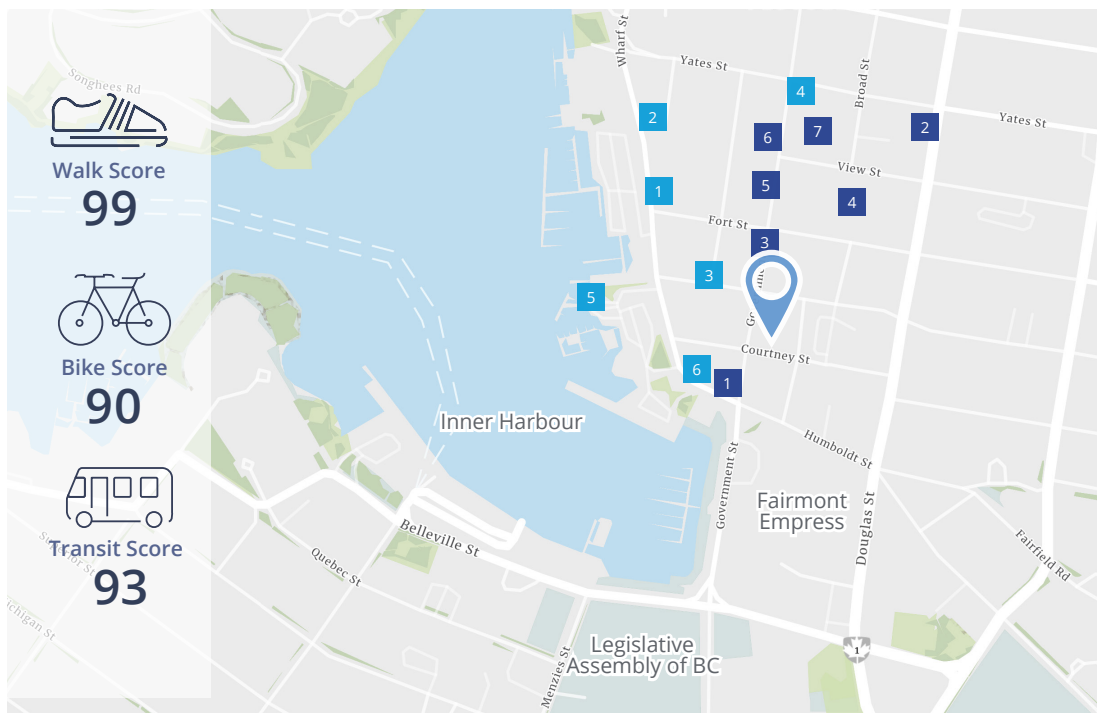 Walk Score
99
Bike Score
90
Transit Score
93
Songhees Rd
Wharf St
Yates St
Broad St
Yates St
4
2
6
7
2
View St
5
1
4
Fort St
3
3
5
Courtney St
6
1
Inner Harbour
Humboldt St
Government St
Fairmont
Empress
Douglas St
Belleville St
Quebec St
Fairfield Rd
Legislative
Assembly of BC
Menzies St
1